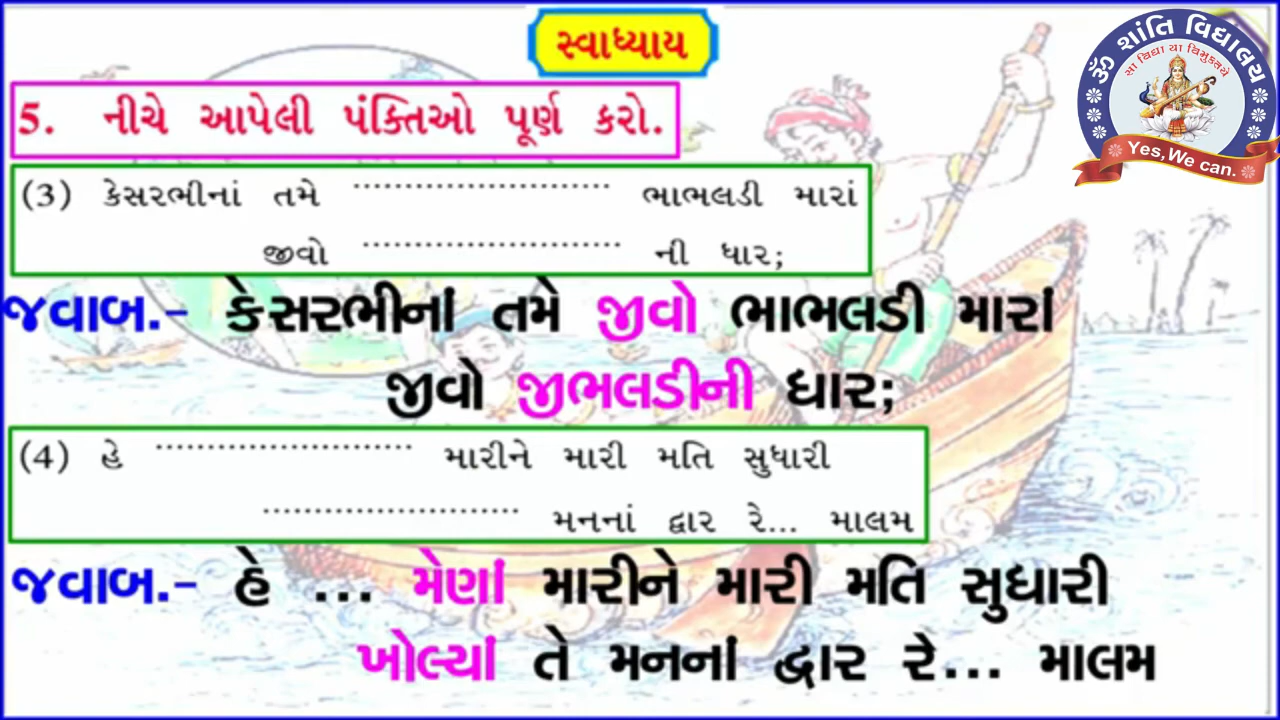 સ્વાધ્યાય
ૐ શાંતિ વિદ્યાલય
સા વિદ્યા યા વિમુક્તયે
Yes,We can.
5. નીચે આપેલી પંક્તિઓ પૂર્ણ કરો.
(3) કેસરભીનાં તમે ........................... ભાભલડી મારાં
જીવો ........................... ની ધાર;
જવાબ.- કેસરભીનાં તમે જીવો ભાભલડી મારાં
જીવો જીભલડીની ધાર;
(4) હે ........................... મારીને મારી મતિ સુધારી
........................... મનનાં દ્વાર રે... માલમ
જવાબ.- હે ... મેણાં મારીને મારી મતિ સુધારી
ખોલ્યાં તે મનનાં દ્વાર રે... માલમ